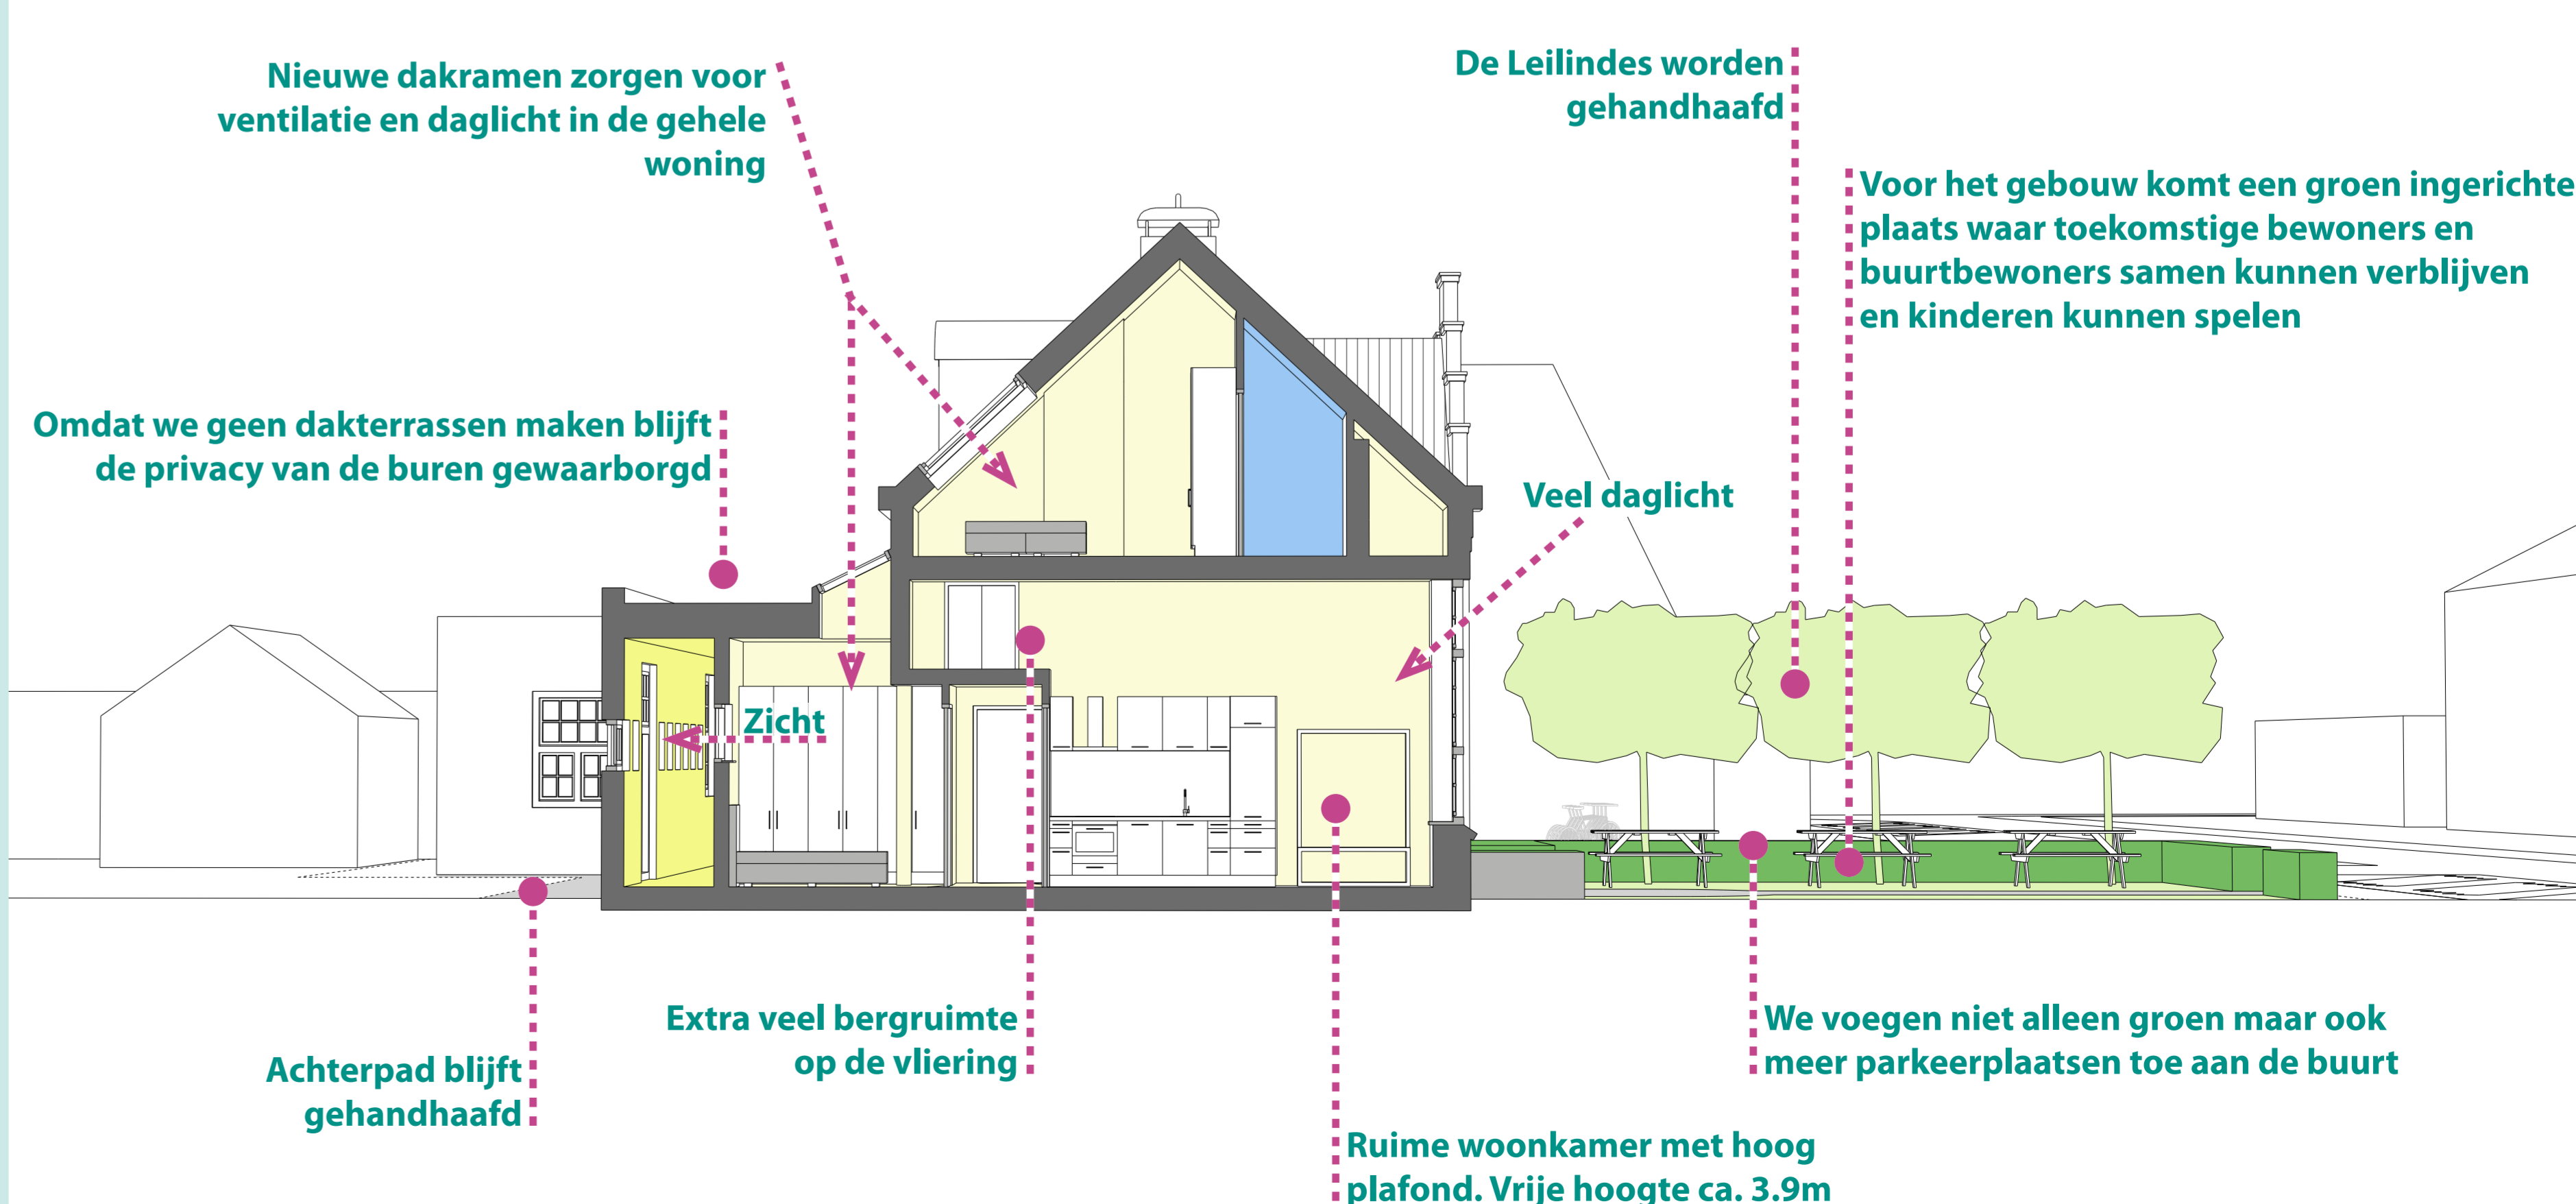 Nieuwe dakramen zorgen voor
ventilatie en daglicht in de gehele
woning
De Leilindes worden
gehandhaafd
Voor het gebouw komt een groen ingerichte
plaats waar toekomstige bewoners en
buurtbewoners samen kunnen verblijven
en kinderen kunnen spelen
Omdat we geen dakterrassen maken blijft
de privacy van de buren gewaarborgd
Veel daglicht
Zicht
Extra veel bergruimte
op de vliering
We voegen niet alleen groen maar ook
meer parkeerplaatsen toe aan de buurt
Achterpad blijft
gehandhaafd
Ruime woonkamer met hoog
plafond. Vrije hoogte ca. 3.9m